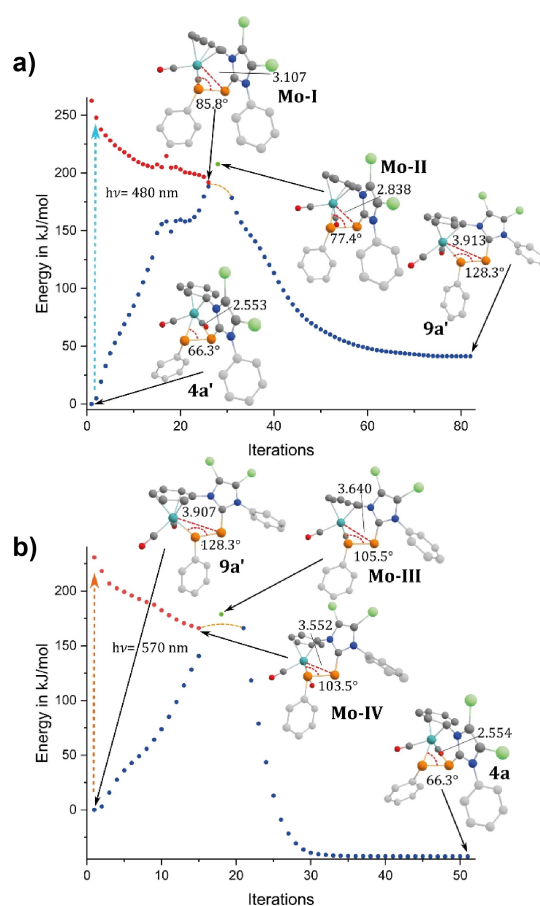 a)
3.107
85.8°
Mo-I
250
200
150
100
50
0
Energy in kJ/mol
hν= 480 nm
Mo-II
2.838
77.4°
3.913
128.3°
9a'
2.553
66.3°
4a'
0
20
40
60
80
Iterations
b)
3.907
128.3°
9a'
3.640
105.5°
Mo-III
200
150
100
50
0
-50
Energy in kJ/mol
hν= 570 nm
3.552
103.5°
Mo-IV
2.554
66.3°
4a
0
10
20
30
40
50
Iterations